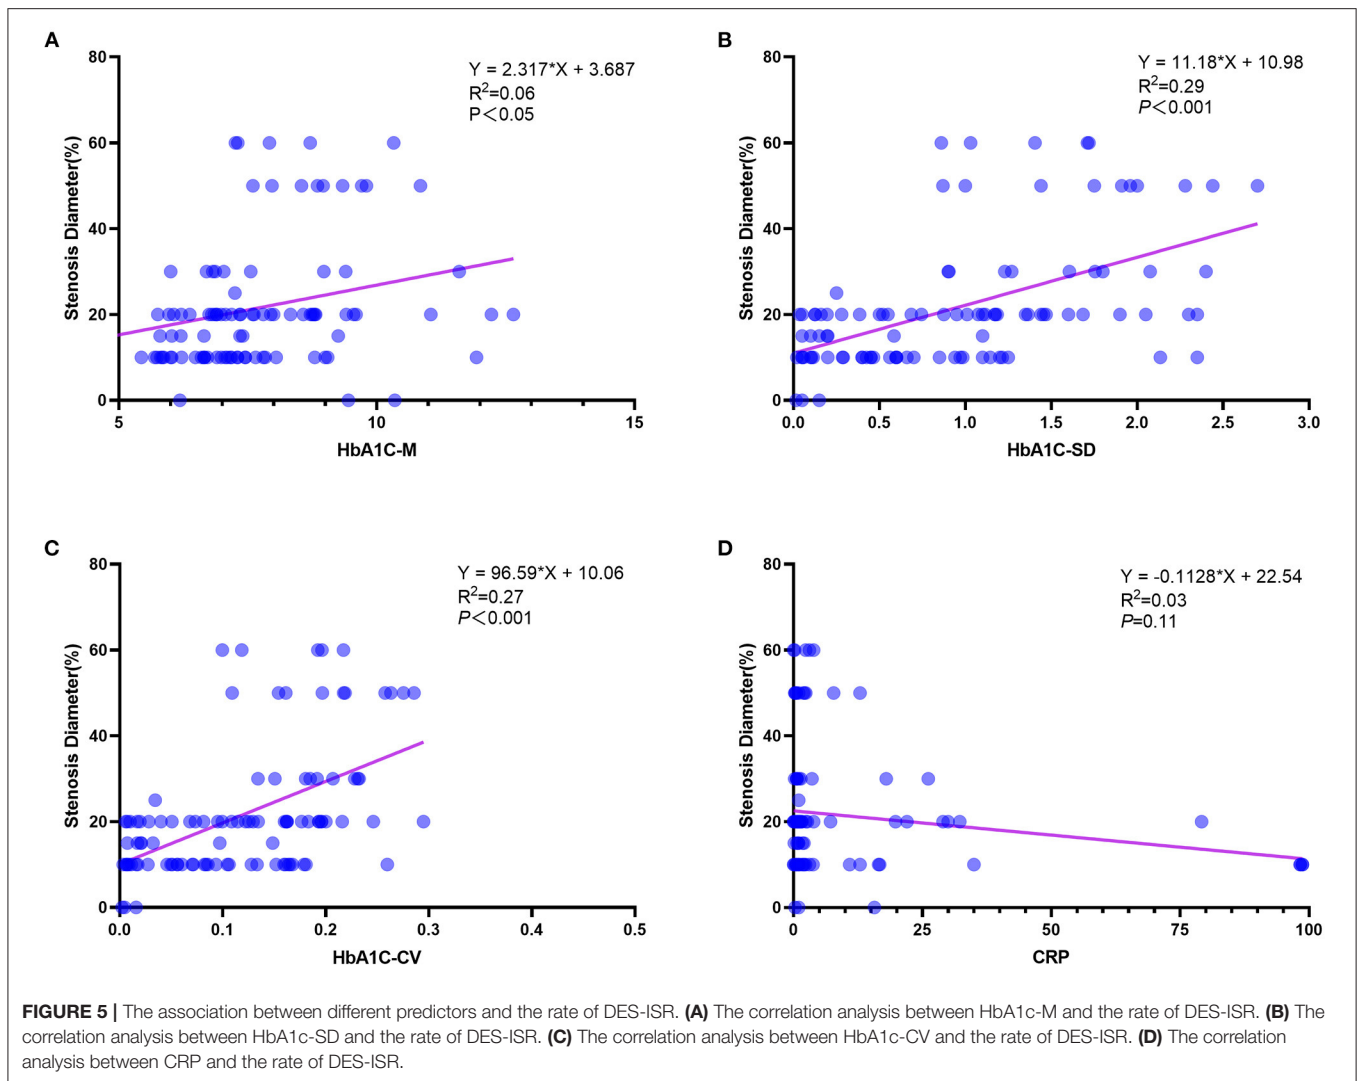 A
80
60
40
20
0
5
10
15
Stenosis Diameter(%)
HbA1C-M
Y = 2.317*X + 3.687
R²=0.06
P<0.05
B
80
60
40
20
0
0.0
0.5
1.0
1.5
2.0
2.5
3.0
Stenosis Diameter(%)
HbA1C-SD
Y = 11.18*X + 10.98
R²=0.29
P<0.001
C
80
60
40
20
0
0.0
0.1
0.2
0.3
0.4
0.5
Stenosis Diameter(%)
HbA1C-CV
Y = 96.59*X + 10.06
R²=0.27
P<0.001
D
80
60
40
20
0
0
25
50
75
100
Stenosis Diameter(%)
CRP
Y = -0.1128*X + 22.54
R²=0.03
P=0.11
FIGURE 5 | The association between different predictors and the rate of DES-ISR. (A) The correlation analysis between HbA1c-M and the rate of DES-ISR. (B) The
correlation analysis between HbA1c-SD and the rate of DES-ISR. (C) The correlation analysis between HbA1c-CV and the rate of DES-ISR. (D) The correlation
analysis between CRP and the rate of DES-ISR.